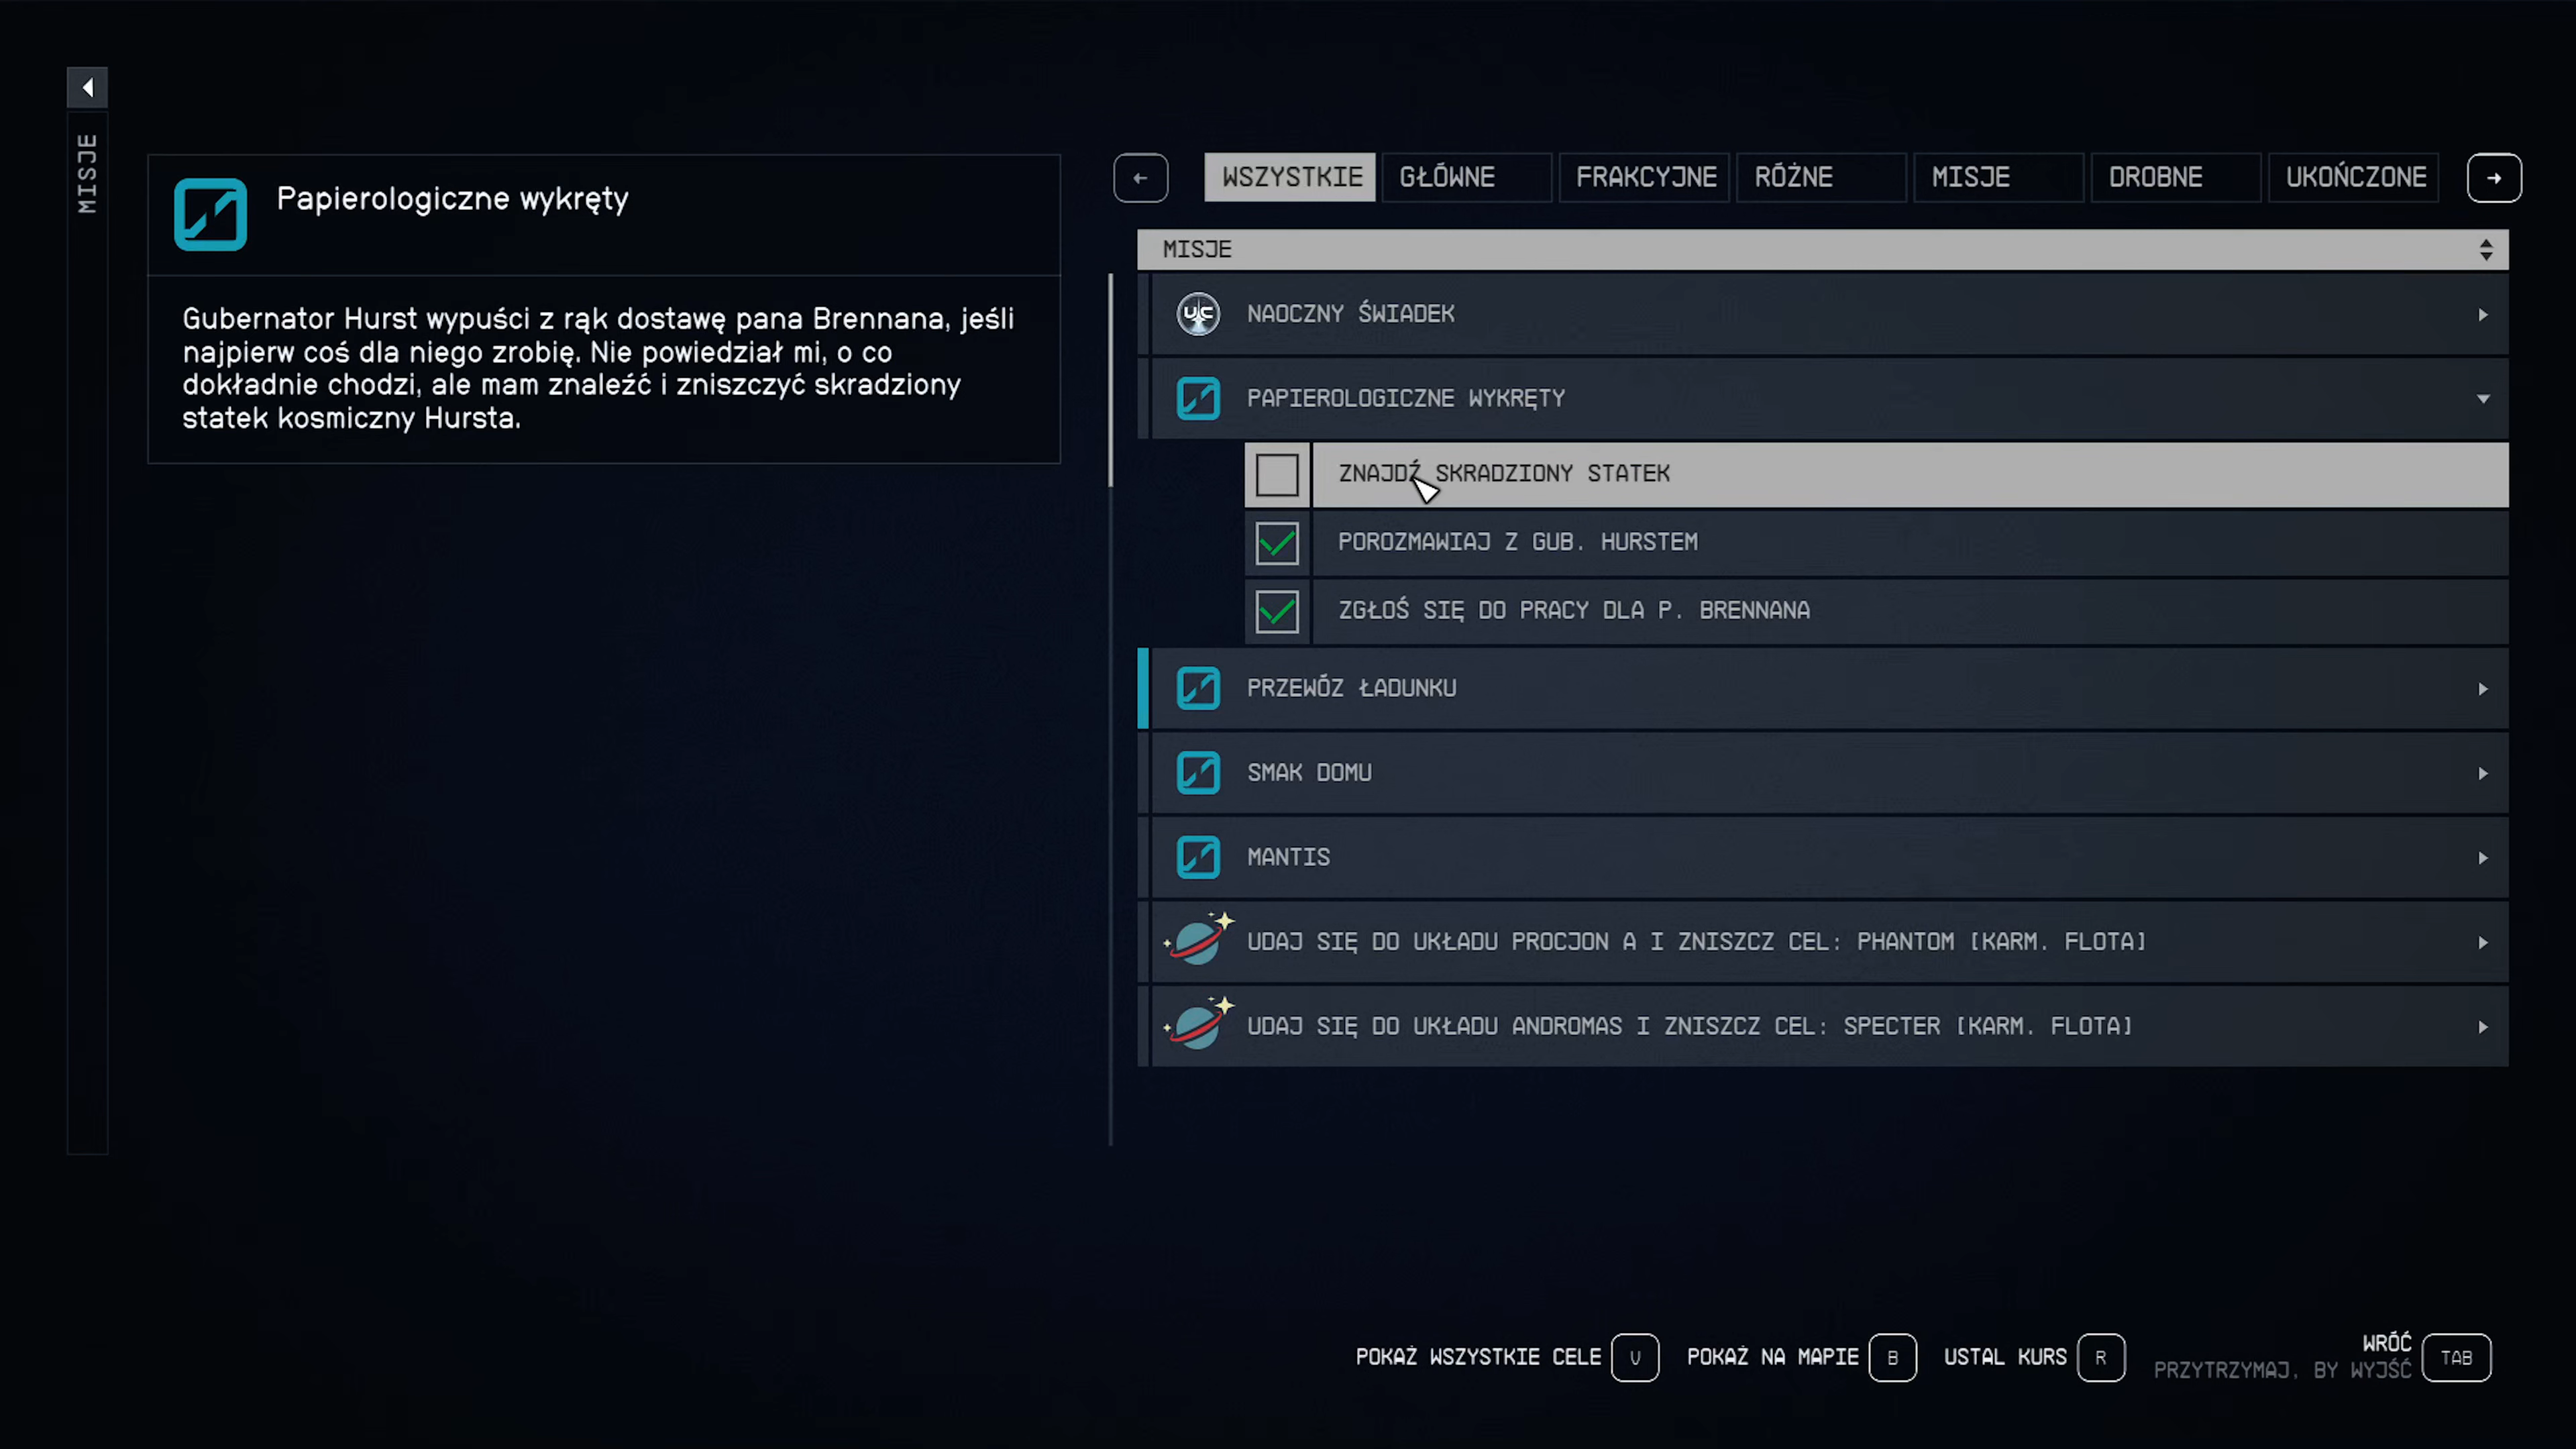 MISJE
Papierologiczne wykręty
Gubernator Hurst wypuści z rąk dostawę pana Brennana, jeśli
najpierw coś dla niego zrobię. Nie powiedział mi, o co
dokładnie chodzi, ale mam znaleźć i zniszczyć skradziony
statek kosmiczny Hursta.
WSZYSTKIE GŁÓWNE FRAKCYJNE RÓŻNE MISJE DROBNE UKOŃCZONE
MISJE
UC NAOCZNY ŚWIADEK
PAPIEROLOGICZNE WYKRĘTY
ZNAJDŹ SKRADZIONY STATEK
POROZMAWIAJ Z GUB. HURSTEM
ZGŁOŚ SIĘ DO PRACY DLA P. BRENNANA
PRZEWÓZ ŁADUNKU
SMAK DOMU
MANTIS
UDAJ SIĘ DO UKŁADU PROCJON A I ZNISZCZ CEL: PHANTOM [KARM. FLOTA]
UDAJ SIĘ DO UKŁADU ANDROMAS I ZNISZCZ CEL: SPECTER [KARM. FLOTA]
POKAŻ WSZYSTKIE CELE V POKAŻ NA MAPIE B USTAL KURS R WRÓĆ TAB
PRZYTRZYMAJ, BY WYJŚĆ